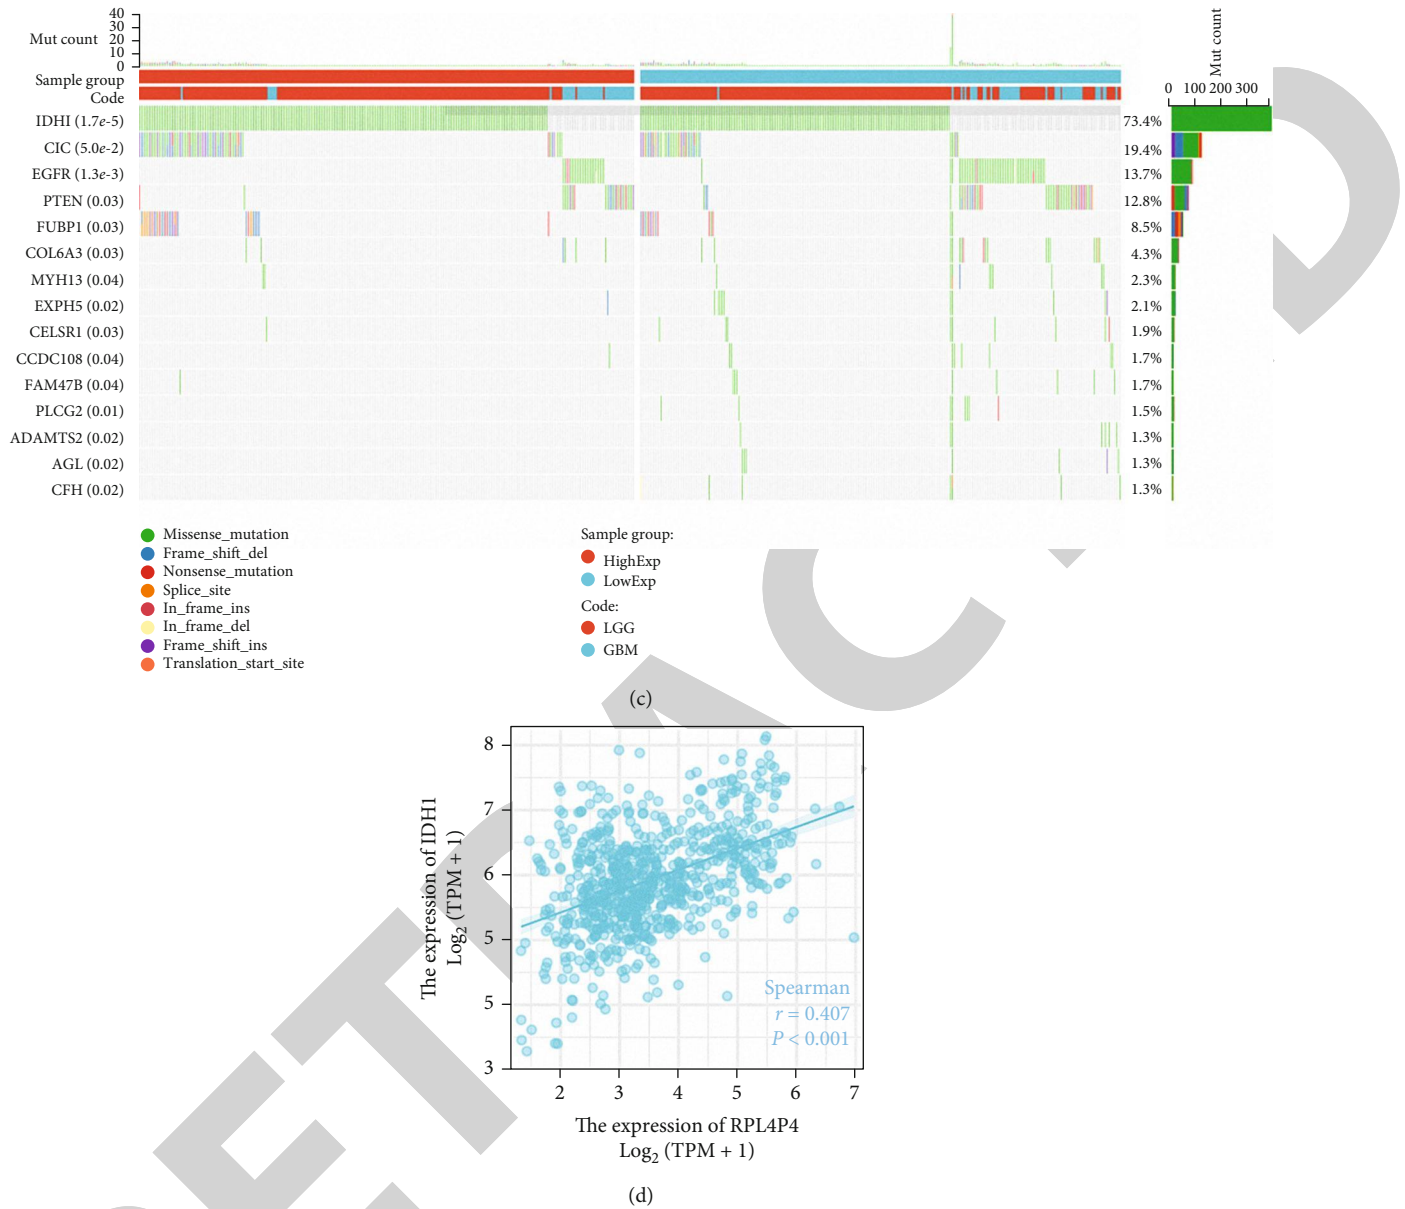 40
30
20
10
0
Mut count
Mut count
Sample group
Code
0 100 200 300
IDHI (1.7e-5) 73.4%
CIC (5.0e-2) 19.4%
EGFR (1.3e-3) 13.7%
PTEN (0.03) 12.8%
FUBP1 (0.03) 8.5%
COL6A3 (0.03) 4.3%
MYH13 (0.04) 2.3%
EXPH5 (0.02) 2.1%
CELSR1 (0.03) 1.9%
CCDC108 (0.04) 1.7%
FAM47B (0.04) 1.7%
PLCG2 (0.01) 1.5%
ADAMTS2 (0.02) 1.3%
AGL (0.02) 1.3%
CFH (0.02) 1.3%
Missense_mutation
Frame_shift_del
Nonsense_mutation
Splice_site
In_frame_ins
In_frame_del
Frame_shift_ins
Translation_start_site
Sample group:
HighExp
LowExp
Code:
LGG
GBM
(c)
The expression of IDH1
Log2 (TPM + 1)
8
7
6
5
5
3
Spearman
r = 0.407
P < 0.001
2 3 4 5 6 7
The expression of RPL4P4
Log2 (TPM + 1)
(d)